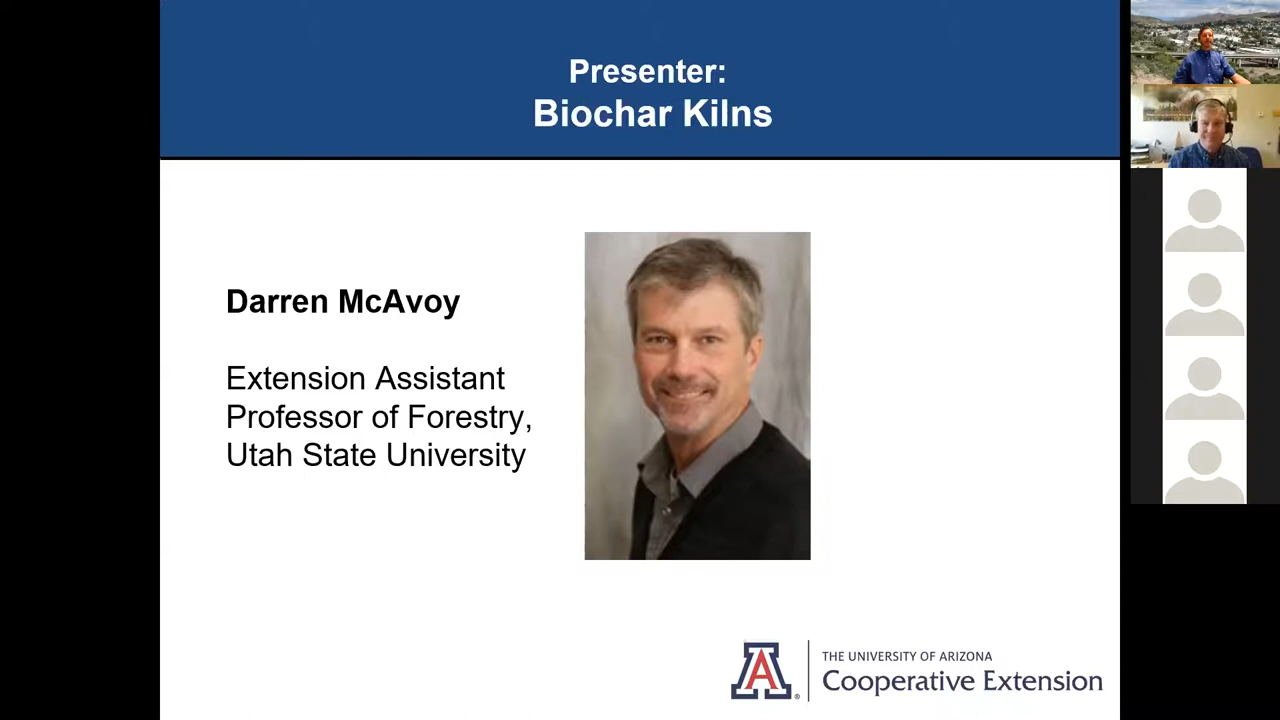 Presenter:
Biochar Kilns
Darren McAvoy
Extension Assistant
Professor of Forestry,
Utah State University
THE UNIVERSITY OF ARIZONA
Cooperative Extension
A
®